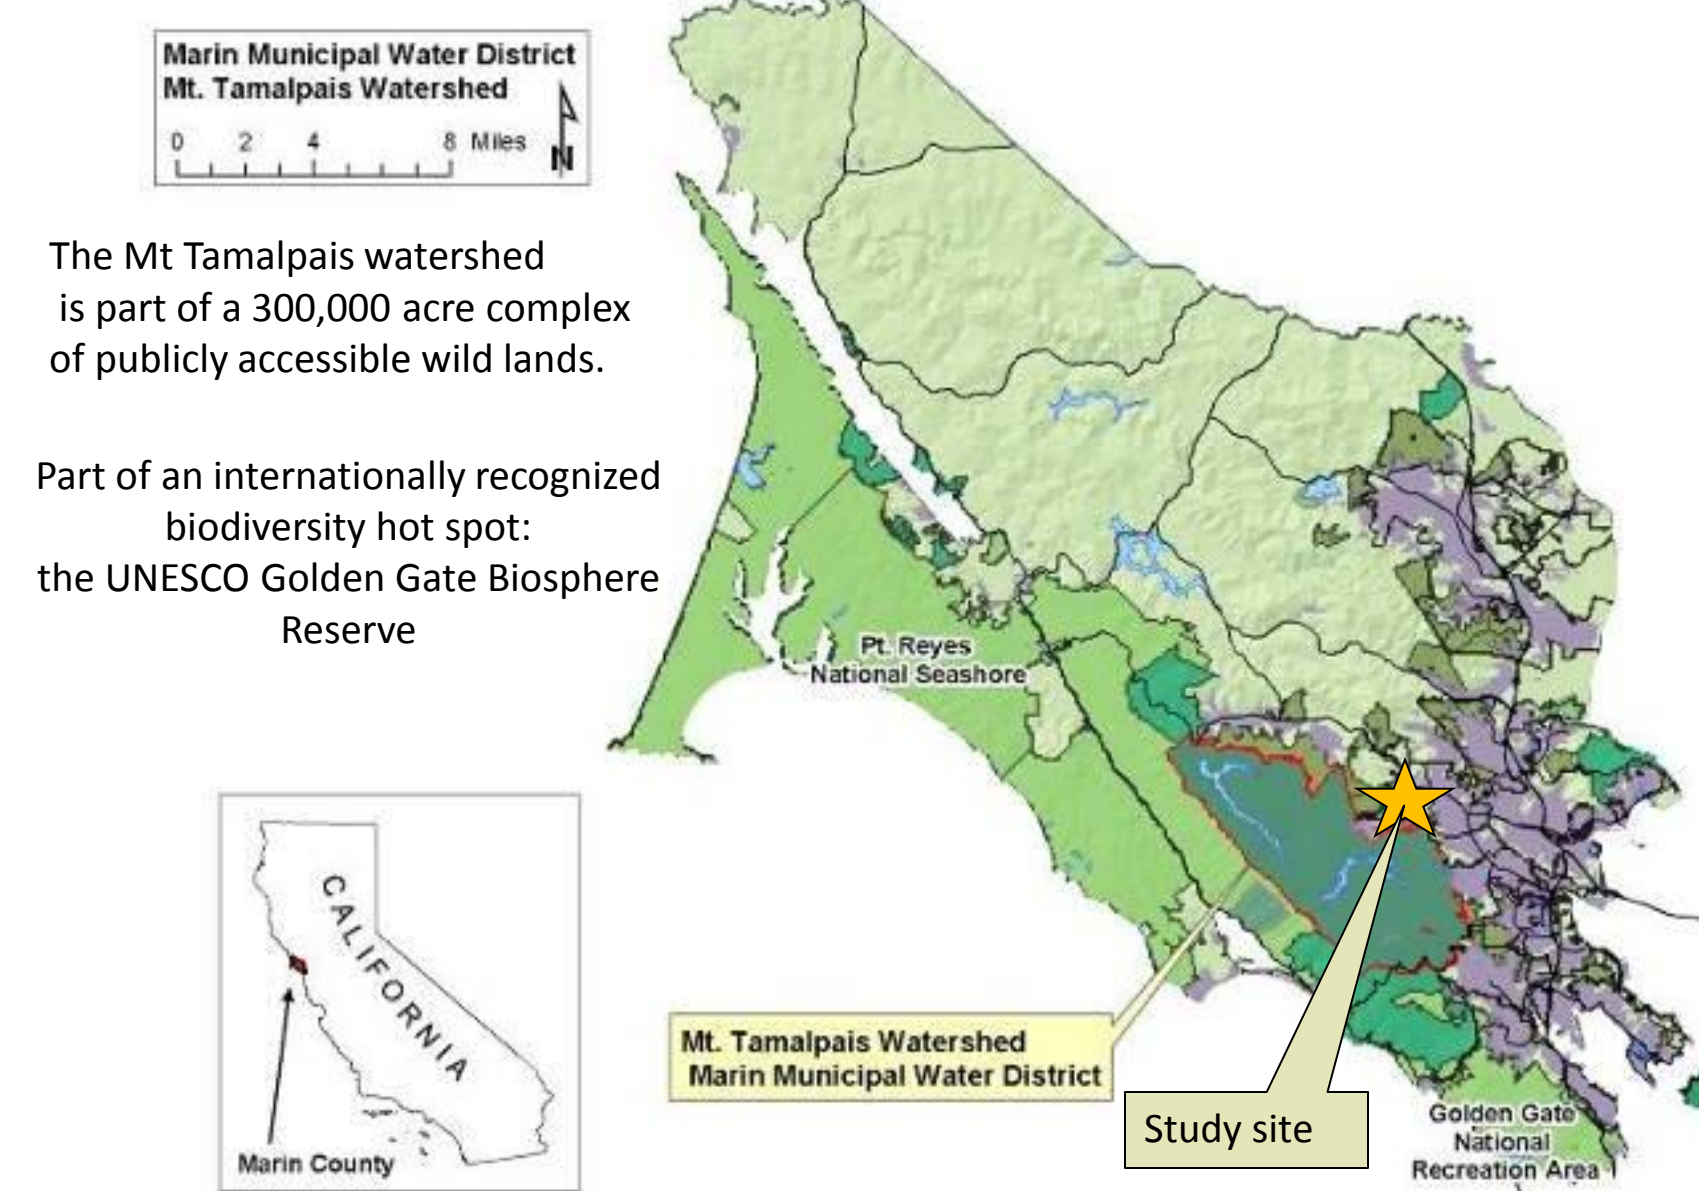 Marin Municipal Water District
Mt. Tamalpais Watershed
0 2 4 8 Miles
N
The Mt Tamalpais watershed
is part of a 300,000 acre complex
of publicly accessible wild lands.
Part of an internationally recognized
biodiversity hot spot:
the UNESCO Golden Gate Biosphere
Reserve
Pt. Reyes
National Seashore
CALIFORNIA
Marin County
Mt. Tamalpais Watershed
Marin Municipal Water District
Study site
Golden Gate
National
Recreation Area